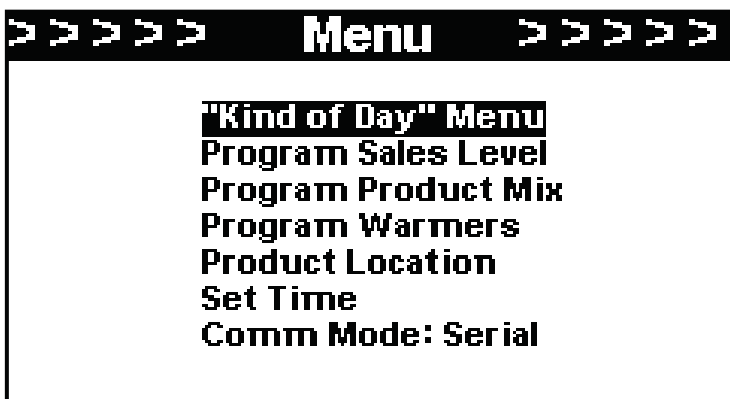 > > > > > Menu > > > > >
"Kind of Day" Menu
Program Sales Level
Program Product Mix
Program Warmers
Product Location
Set Time
Comm Mode: Serial